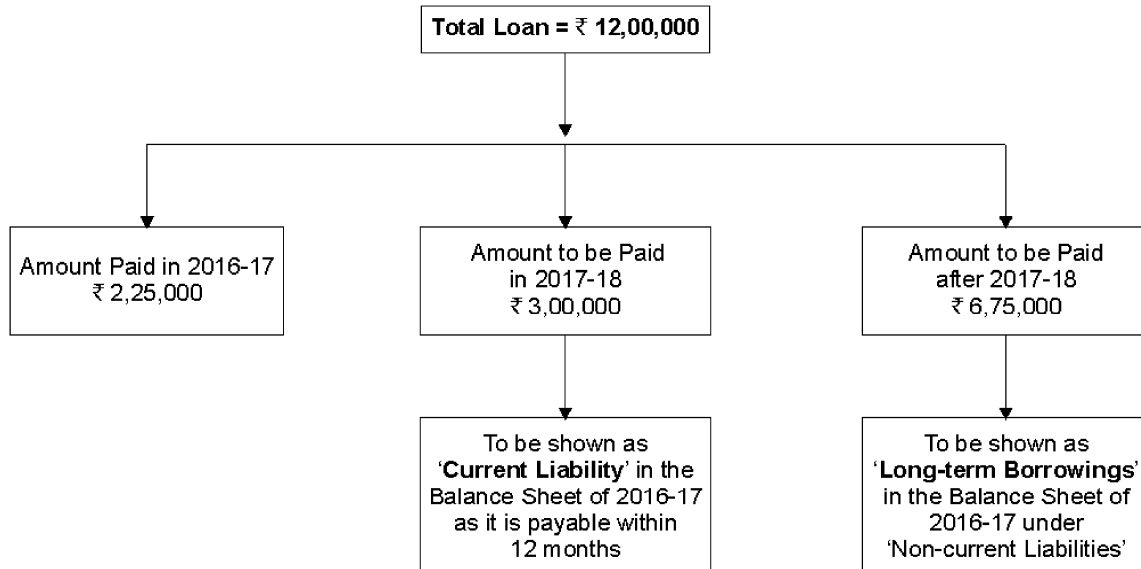 Total Loan = ₹ 12,00,000
Amount Paid in 2016-17
₹ 2,25,000
Amount to be Paid
in 2017-18
₹ 3,00,000
Amount to be Paid
after 2017-18
₹ 6,75,000
To be shown as
‘Current Liability’ in the
Balance Sheet of 2016-17
as it is payable within
12 months
To be shown as
‘Long-term Borrowings’
in the Balance Sheet of
2016-17 under
‘Non-current Liabilities’